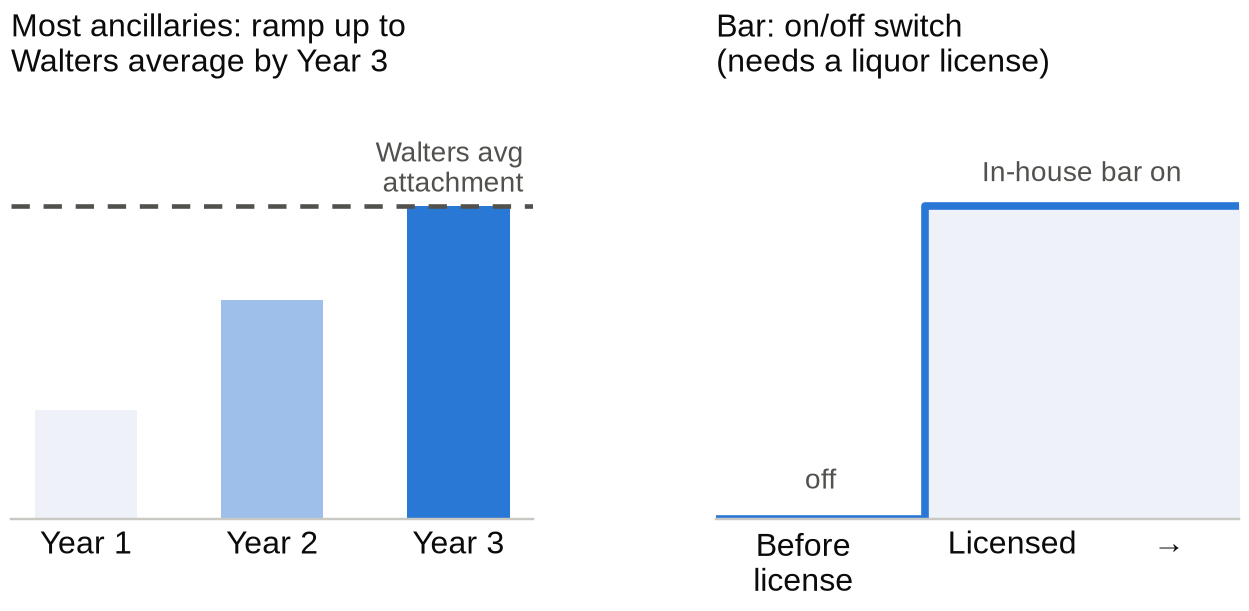 Most ancillaries: ramp up to
Walters average by Year 3
Walters avg
attachment
Year 1
Year 2
Year 3
Bar: on/off switch
(needs a liquor license)
In-house bar on
off
Before
license
Licensed →